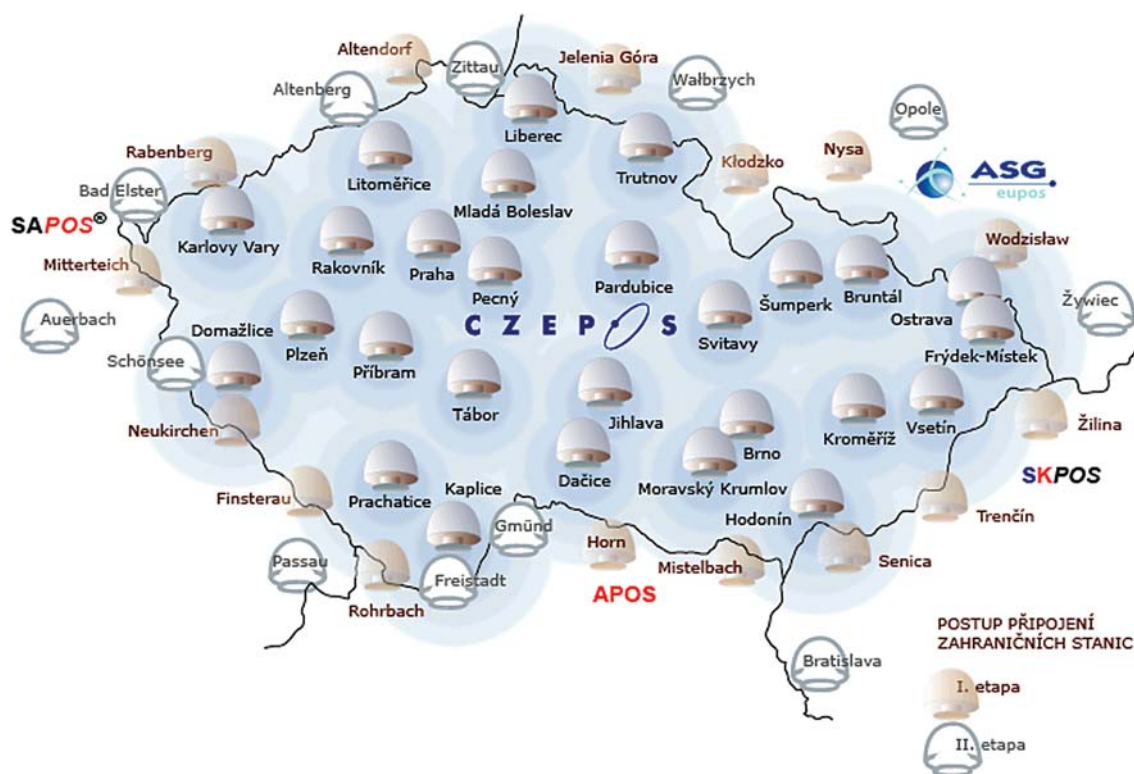 Altendorf
Zittau
Jelenia Góra
Wałbrzych
Altenberg
Opole
Liberec
Rabenberg
Litoměřice
Trutnov
Kłodzko
Nysa
ASG
eupos
Bad Elster
Mladá Boleslav
SAPOS®
Karlovy Vary
Rakovník
Praha
Wodzisław
Mitterteich
Pecný
Pardubice
Šumperk
Bruntál
Ostrava
Żywiec
Auerbach
Domažlice
CZEPOS
Schönsee
Plzeň
Svitavy
Frýdek-Místek
Příbram
Tábor
Jihlava
Neukirchen
Kroměříž
Vsetín
Žilina
Brno
Finsterau
Prachatice
Kaplice
Dačice
Moravský Krumlov
SKPOS
Gmünd
Hodonín
Trenčín
Horn
Passau
Freistadt
Mistelbach
Senica
Rohrbach
APOS
POSTUP PŘIPOJENÍ
ZAHRANIČNÍCH STANIC
Bratislava
I. etapa
II. etapa